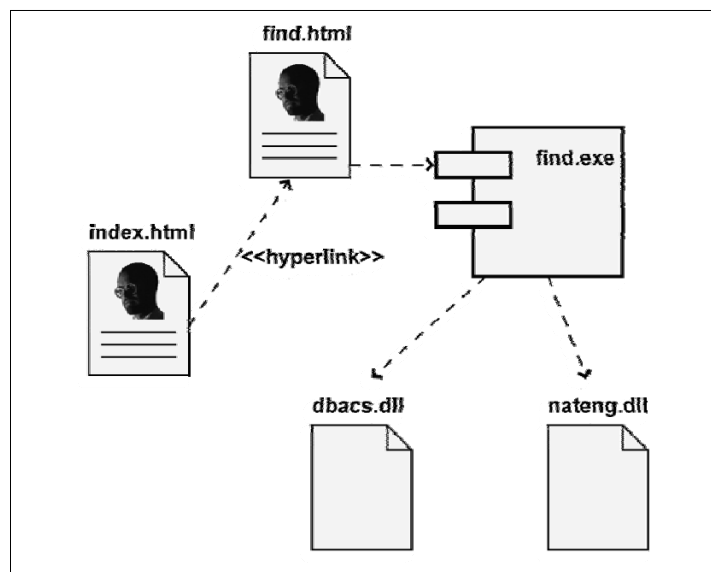 find.html
find.exe
index.html
<<hyperlink>>
dbacs.dll
nateng.dll